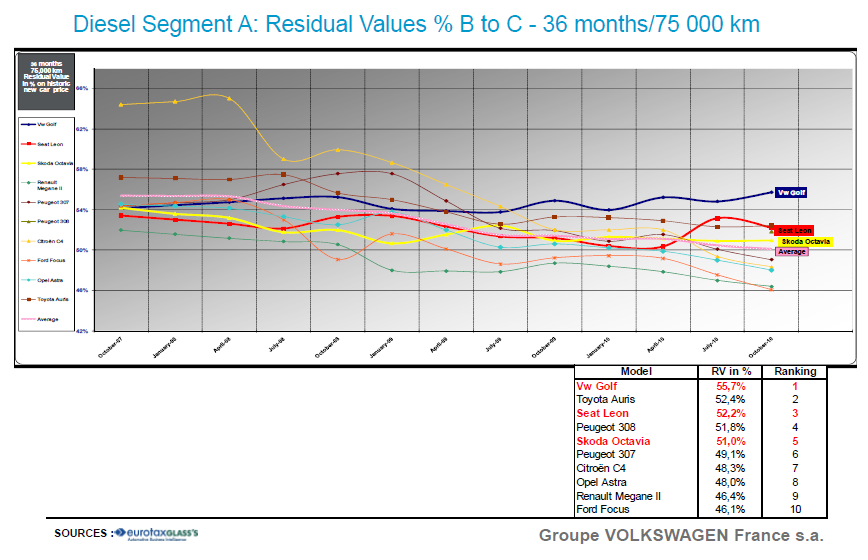 Diesel Segment A: Residual Values % B to C - 36 months/75 000 km
36 months
75,000 km
Residual Value
in % on historic
new car price
Vw Golf
Seat Leon
Skoda Octavia
Renault
Megane II
Peugeot 307
Peugeot 308
Citroën C4
Ford Focus
Opel Astra
Toyota Auris
Average
66%
62%
58%
54%
50%
46%
42%
October-07
January-08
April-08
July-08
October-08
January-09
April-09
July-09
October-09
January-10
April-10
July-10
October-10
Vw Golf
Seat Leon
Skoda Octavia
Average
Model RV in % Ranking
Vw Golf 55,7% 1
Toyota Auris 52,4% 2
Seat Leon 52,2% 3
Peugeot 308 51,8% 4
Skoda Octavia 51,0% 5
Peugeot 307 49,1% 6
Citroën C4 48,3% 7
Opel Astra 48,0% 8
Renault Megane II 46,4% 9
Ford Focus 46,1% 10
SOURCES : eurotaxGLASS'S
Automotive Business Intelligence
Groupe VOLKSWAGEN France s.a.